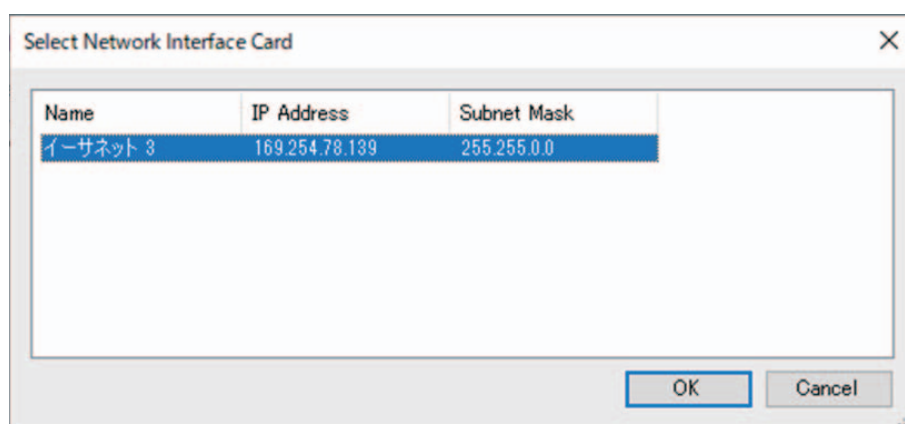 Select Network Interface Card
Name IP Address Subnet Mask
イーサネット 3 169.254.78.139 255.255.0.0
OK Cancel